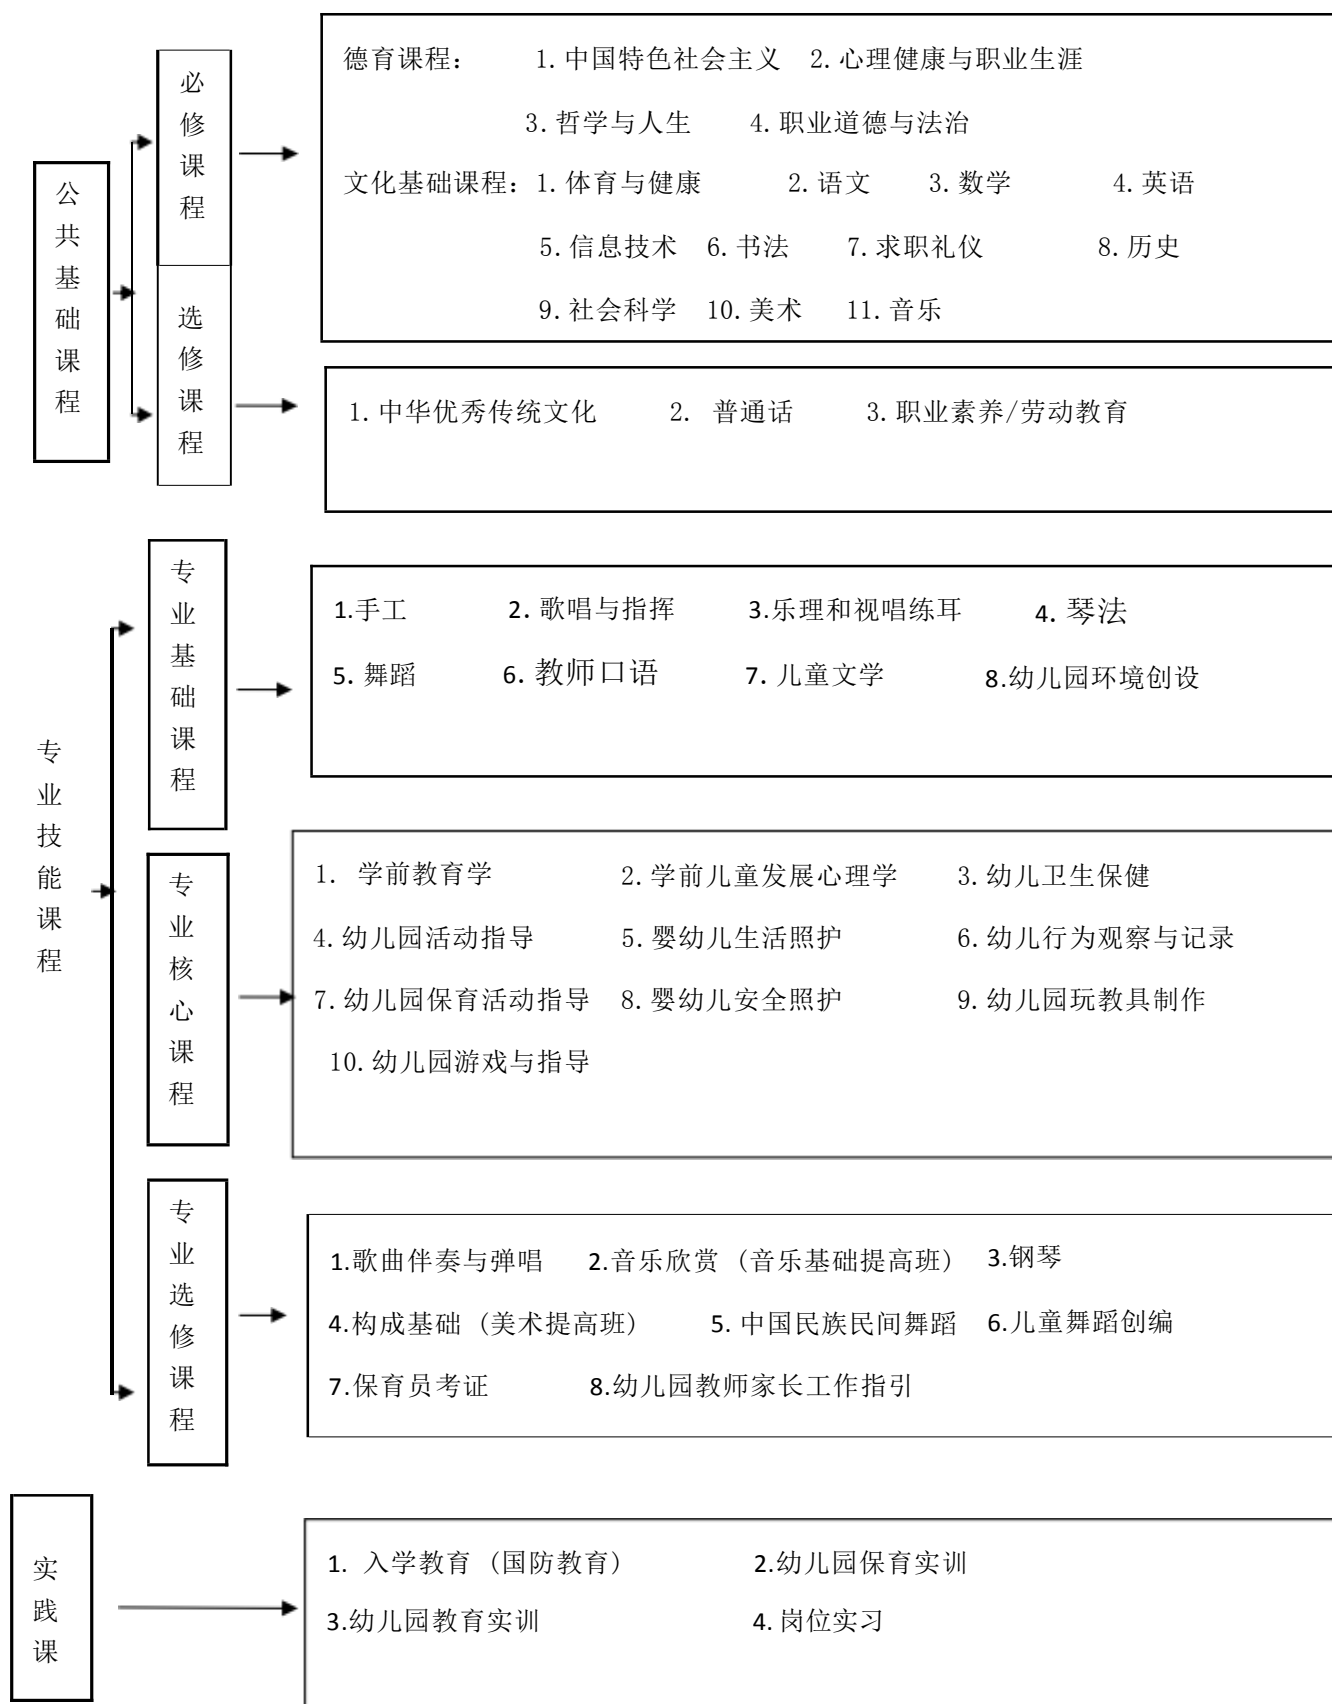 公共基础课程
必修课程
德育课程： 1.中国特色社会主义 2.心理健康与职业生涯
3.哲学与人生 4.职业道德与法治
文化基础课程：1.体育与健康 2.语文 3.数学 4.英语
5.信息技术 6.书法 7.求职礼仪 8.历史
9.社会科学 10.美术 11.音乐
选修课程
1.中华优秀传统文化 2. 普通话 3.职业素养/劳动教育
专业技能课程
专业基础课程
1.手工 2.歌唱与指挥 3.乐理和视唱练耳 4.琴法
5.舞蹈 6.教师口语 7.儿童文学 8.幼儿园环境创设
专业核心课程
1. 学前教育学 2.学前儿童发展心理学 3.幼儿卫生保健
4.幼儿园活动指导 5.婴幼儿生活照护 6.幼儿行为观察与记录
7.幼儿园保育活动指导 8.婴幼儿安全照护 9.幼儿园玩教具制作
10.幼儿园游戏与指导
专业选修课程
1.歌曲伴奏与弹唱 2.音乐欣赏（音乐基础提高班） 3.钢琴
4.构成基础（美术提高班） 5.中国民族民间舞蹈 6.儿童舞蹈创编
7.保育员考证 8.幼儿园教师家长工作指引
实践课
1. 入学教育（国防教育） 2.幼儿园保育实训
3.幼儿园教育实训 4.岗位实习